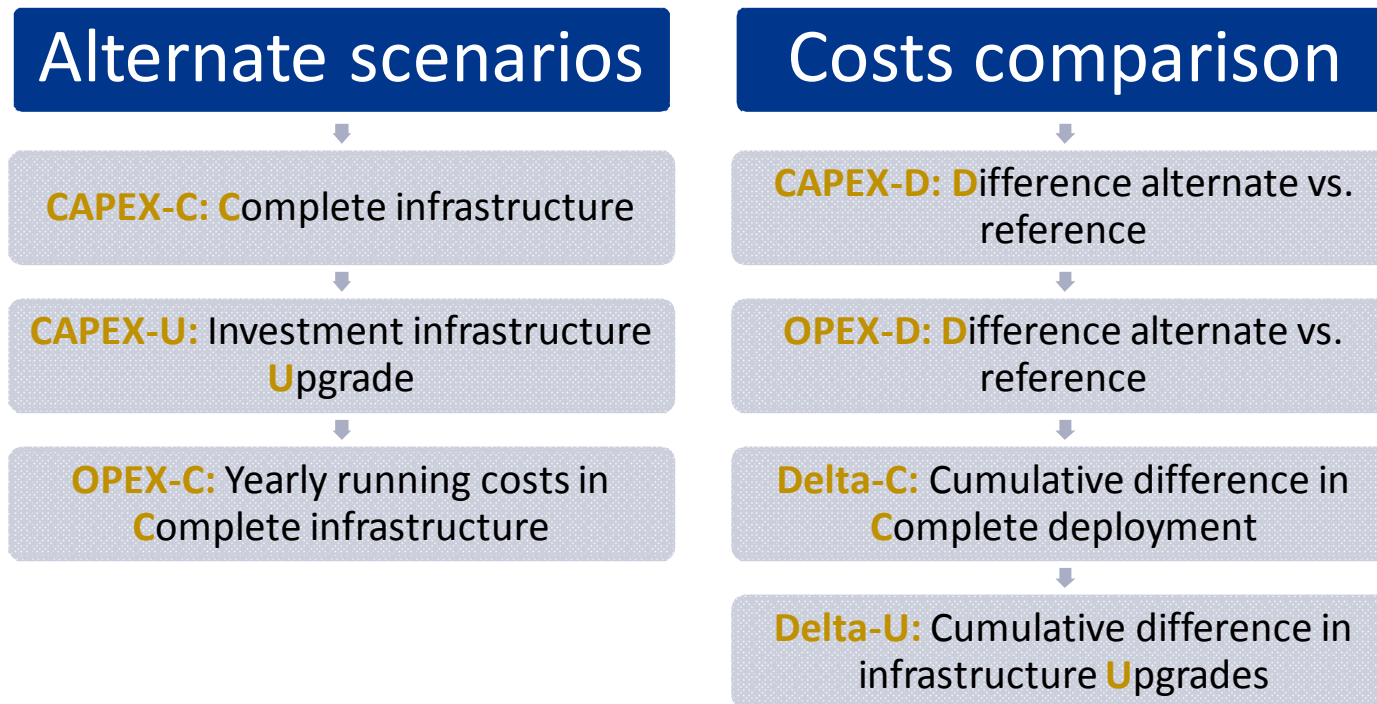 Alternate scenarios
CAPEX-C: Complete infrastructure
CAPEX-U: Investment infrastructure
Upgrade
OPEX-C: Yearly running costs in
Complete infrastructure
Costs comparison
CAPEX-D: Difference alternate vs.
reference
OPEX-D: Difference alternate vs.
reference
Delta-C: Cumulative difference in
Complete deployment
Delta-U: Cumulative difference in
infrastructure Upgrades